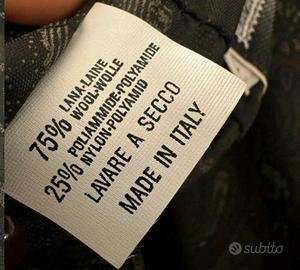 75% LANA-LAINE
WOOL-WOLLE
25% POLIAMMIDE-POLYAMIDE
NYLON-POLYAMID
LAVARE A SECCO
MADE IN ITALY
subito